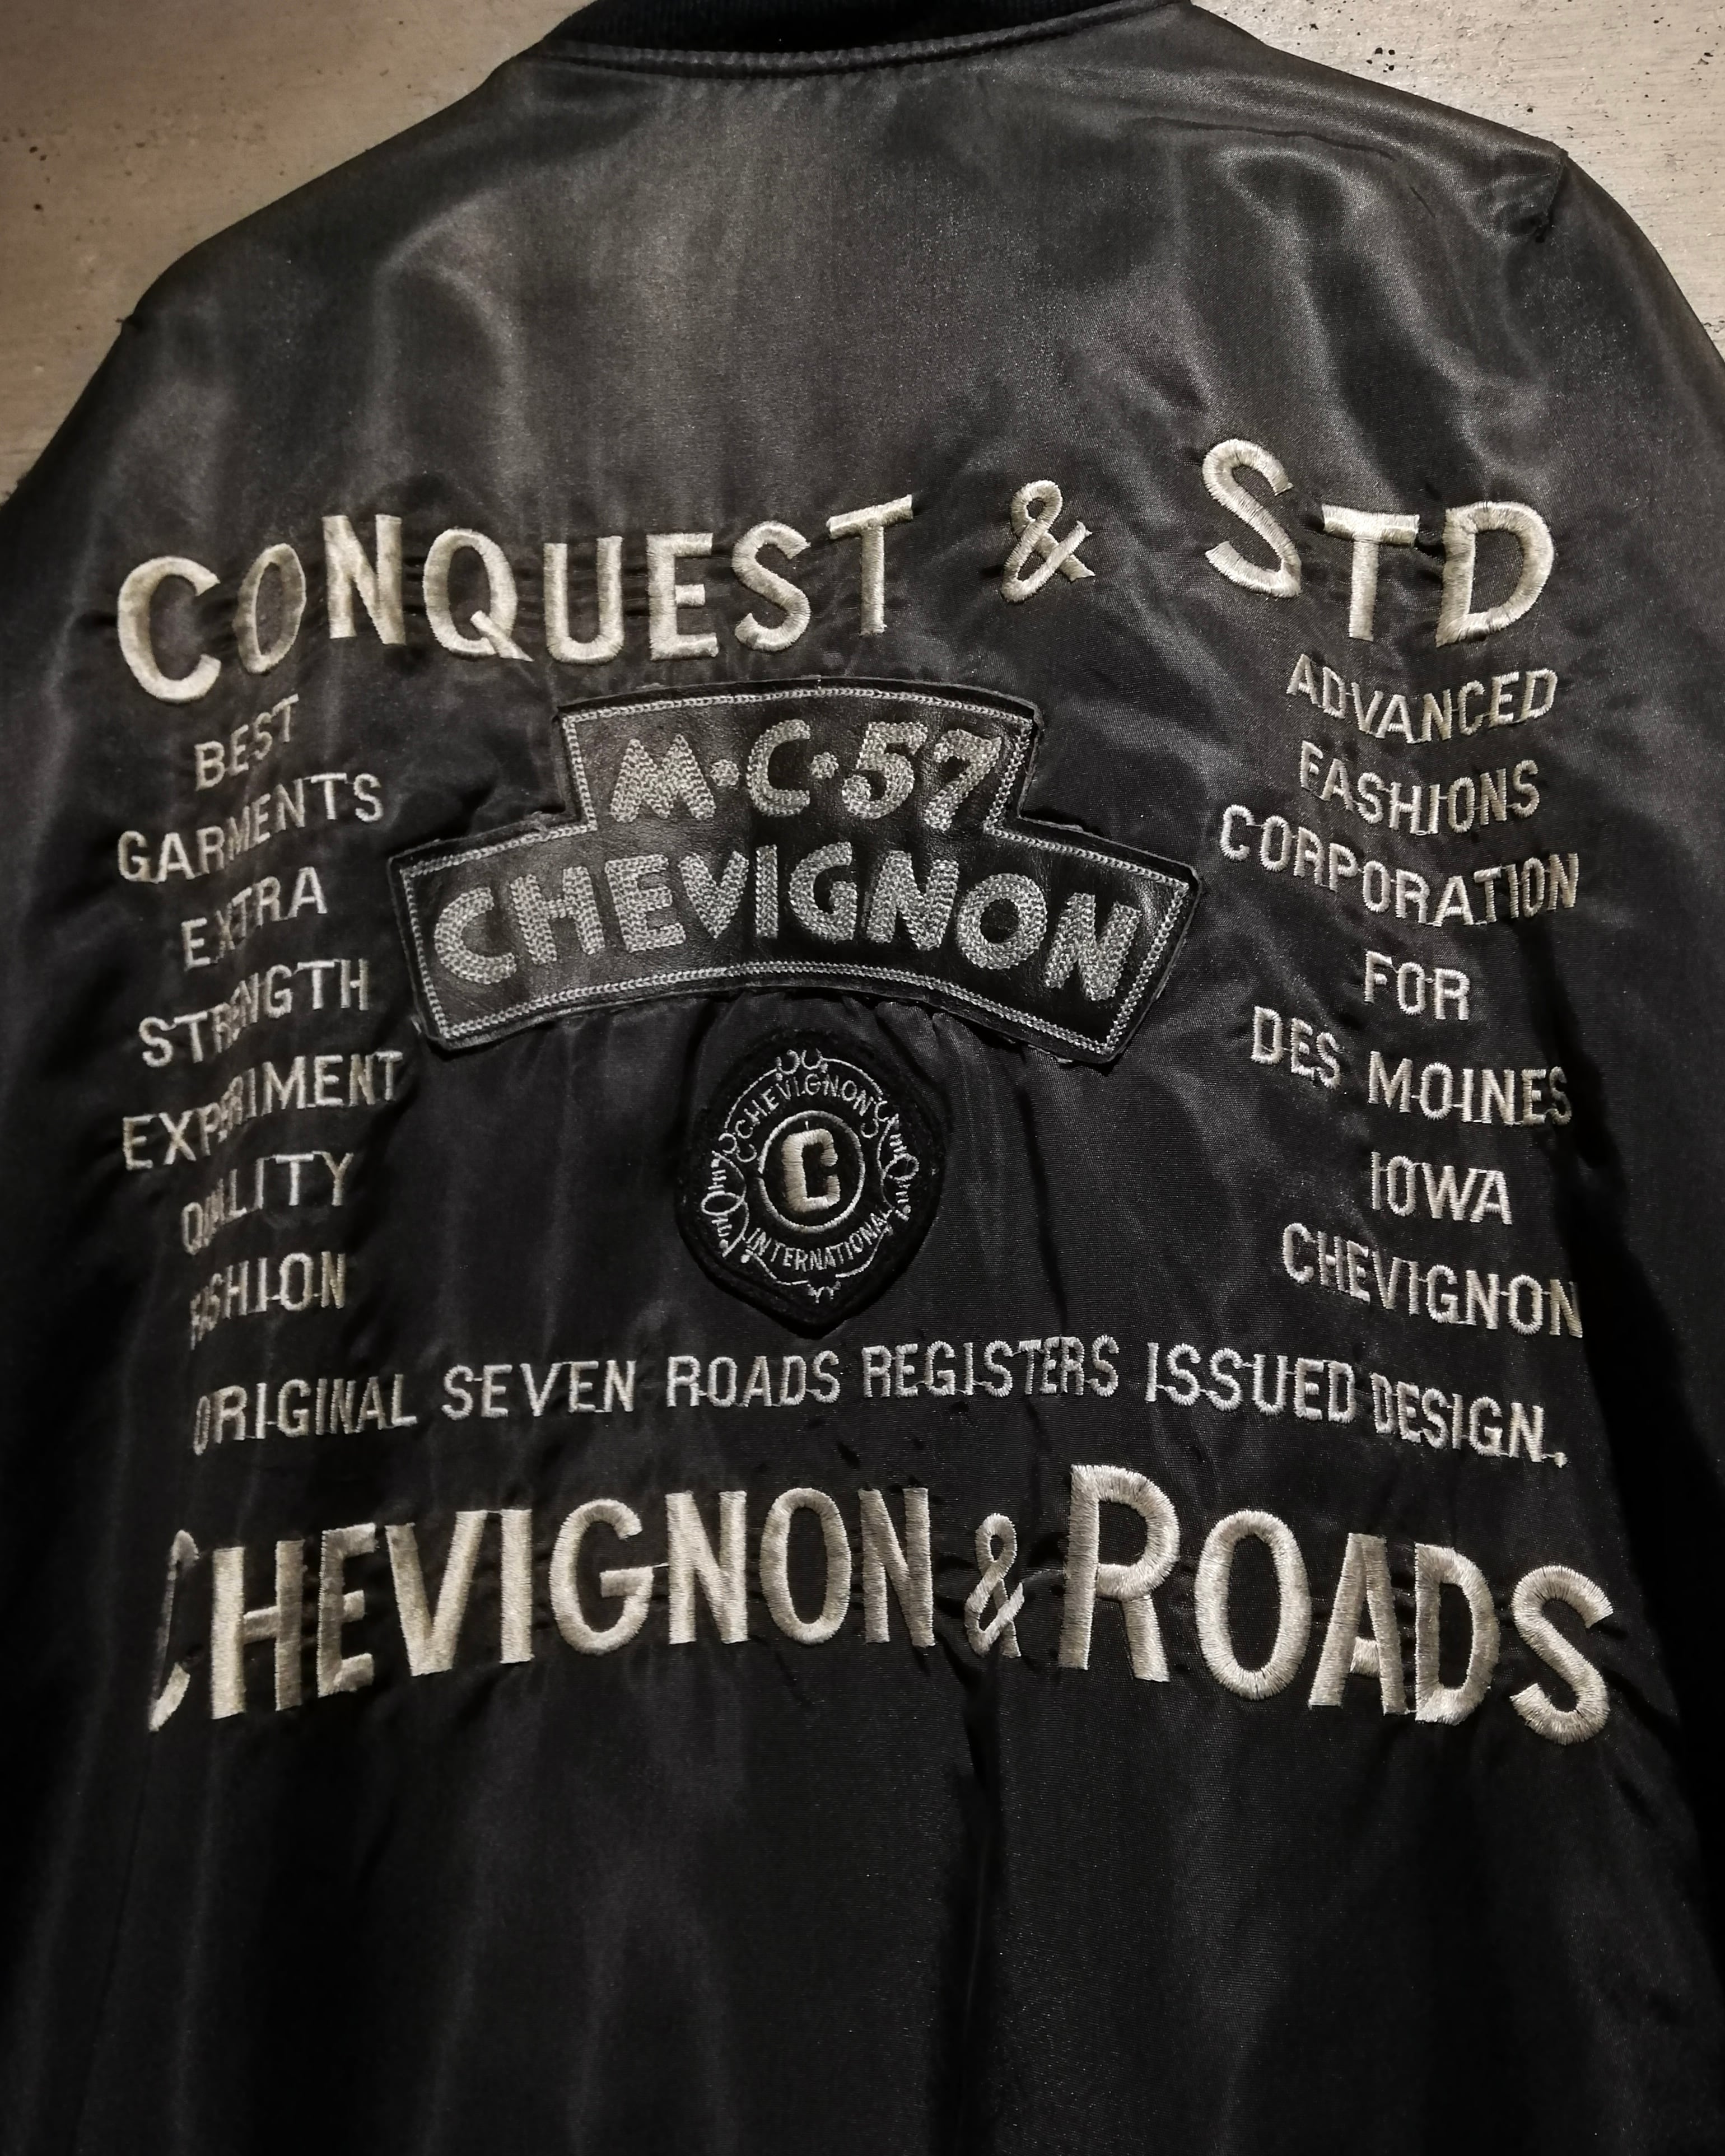 CONQUEST & STD
BEST
GARMENTS
EXTRA
STRENGTH
EXPERIMENT
QUALITY
FASHION
M·C·57
CHEVIGNON
CHEVIGNON
C
INTERNATIONAL
ADVANCED
FASHIONS
CORPORATION
FOR
DES MOINES
IOWA
CHEVIGNON
ORIGINAL SEVEN ROADS REGISTERS ISSUED DESIGN.
CHEVIGNON & ROADS